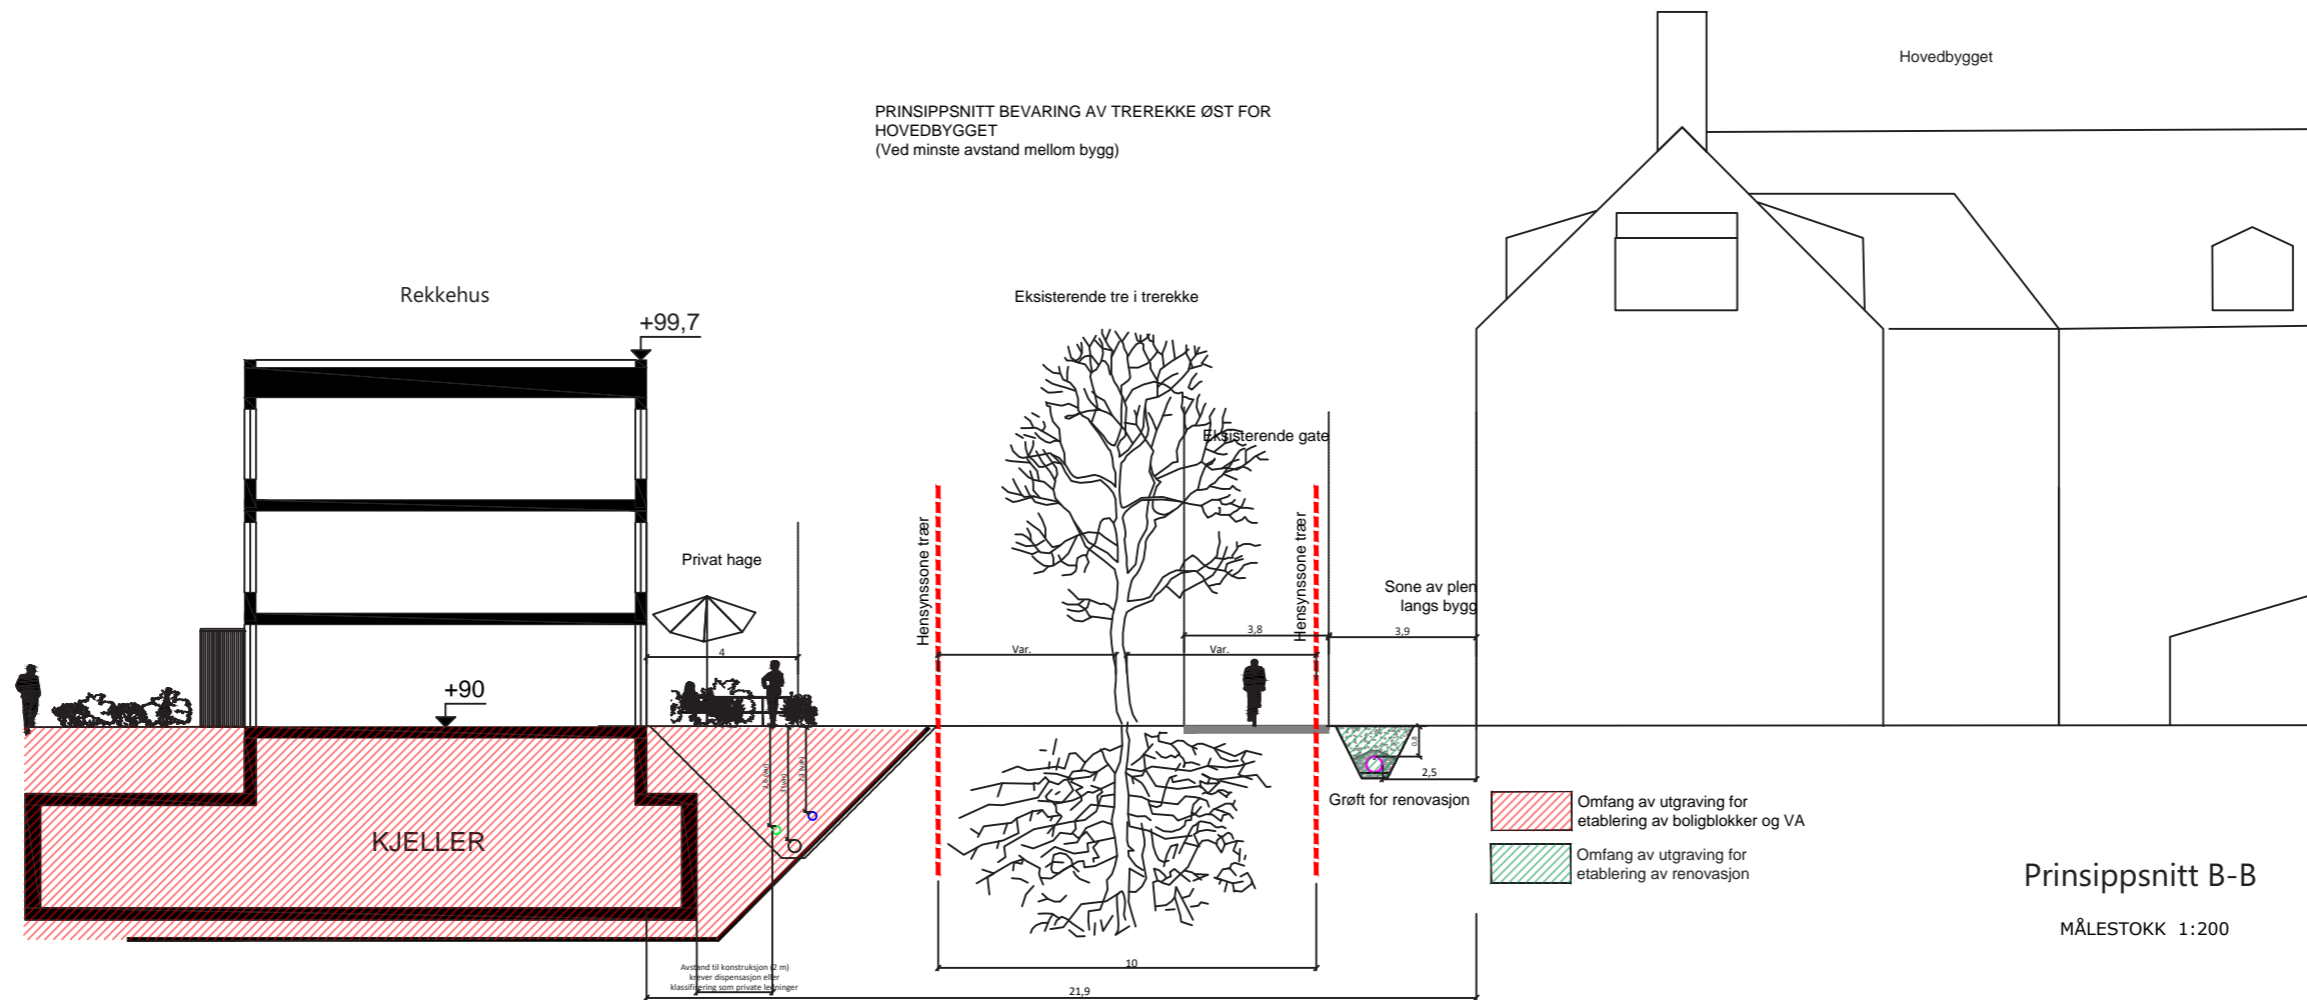 Hovedbygget
PRINSIPPSNITT BEVARING AV TREREKKE ØST FOR
HOVEDBYGGET
(Ved minste avstand mellom bygg)
Rekkehus
Eksisterende tre i trerekke
+99,7
Eksisterende gate
Hensynssone trær
Hensynssone trær
Privat hage
Sone av plen
langs bygg
3,8
3,9
Var.
Var.
4
+90
0,8
2,5
Grøft for renovasjon
KJELLER
Omfang av utgraving for
etablering av boligblokker og VA
Omfang av utgraving for
etablering av renovasjon
Prinsippsnitt B-B
MÅLESTOKK 1:200
Avstand til konstruksjon (2 m)
krever dispensasjon eller
klassifisering som private ledninger
10
21,9